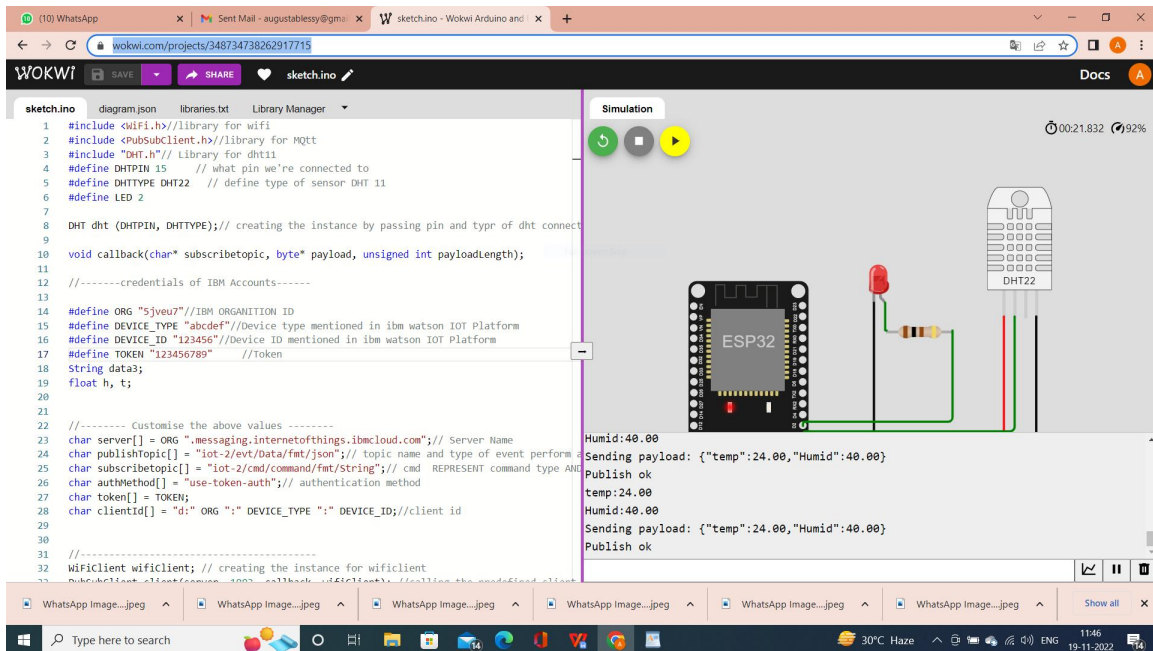 (10) WhatsApp
Sent Mail - augustablessy@gma
sketch.ino - Wokwi Arduino and
wokwi.com/projects/348734738262917715
A
WOKWi
SAVE
SHARE
sketch.ino
Docs
A
sketch.ino diagram.json libraries.txt Library Manager
Simulation
00:21.832 92%
1 #include <WiFi.h>//library for wifi
2 #include <PubSubClient.h>//library for MQtt
3 #include "DHT.h"// Library for dht11
4 #define DHTPIN 15 // what pin we're connected to
5 #define DHTTYPE DHT22 // define type of sensor DHT 11
6 #define LED 2
7
8 DHT dht (DHTPIN, DHTTYPE);// creating the instance by passing pin and typr of dht connect
9
10 void callback(char* subscribetopic, byte* payload, unsigned int payloadLength);
11
12 //-------credentials of IBM Accounts------
13
14 #define ORG "5jveu7"//IBM ORGANITION ID
15 #define DEVICE_TYPE "abcdef"//Device type mentioned in ibm watson IOT Platform
16 #define DEVICE_ID "123456"//Device ID mentioned in ibm watson IOT Platform
17 #define TOKEN "123456789" //Token
18 String data3;
19 float h, t;
20
21
22 //-------- Customise the above values --------
23 char server[] = ORG ".messaging.internetofthings.ibmcloud.com";// Server Name
24 char publishTopic[] = "iot-2/evt/Data/fmt/json";// topic name and type of event perform a
25 char subscribetopic[] = "iot-2/cmd/command/fmt/String";// cmd REPRESENT command type AND
26 char authMethod[] = "use-token-auth";// authentication method
27 char token[] = TOKEN;
28 char clientId[] = "d:" ORG ":" DEVICE_TYPE ":" DEVICE_ID;//client id
29
30
31 //-----------------------------------------
32 WiFiClient wifiClient; // creating the instance for wificlient
DHT22
ESP32
Humid:40.00
Sending payload: {"temp":24.00,"Humid":40.00}
Publish ok
temp:24.00
Humid:40.00
Sending payload: {"temp":24.00,"Humid":40.00}
Publish ok
WhatsApp Image....jpeg
WhatsApp Image....jpeg
WhatsApp Image....jpeg
WhatsApp Image....jpeg
WhatsApp Image....jpeg
WhatsApp Image....jpeg
Show all
Type here to search
14
30°C Haze
ENG
11:46
19-11-2022
14